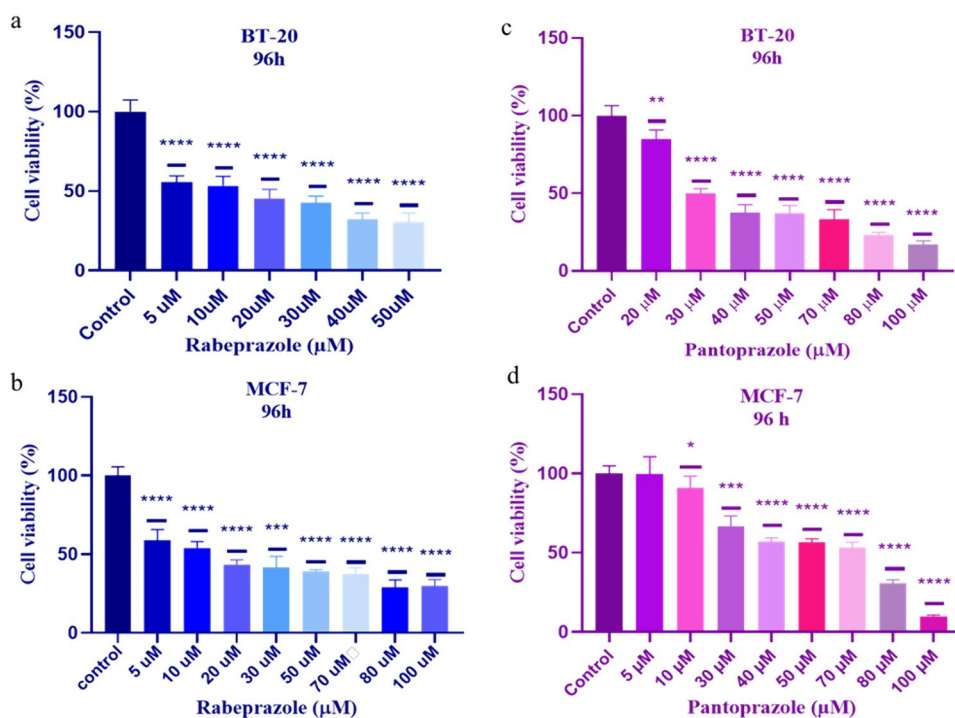 a
BT-20
96h
Cell viability (%)
150
100
50
0
****
****
****
****
****
****
Control
5 uM
10uM
20uM
30uM
40uM
50uM
Rabeprazole (µM)
c
BT-20
96h
Cell viability (%)
150
100
50
0
**
****
****
****
****
****
****
Control
20 µM
30 µM
40 µM
50 µM
70 µM
80 µM
100 µM
Pantoprazole (µM)
b
MCF-7
96h
Cell viability (%)
150
100
50
0
****
****
****
***
****
****
****
****
control
5 uM
10 uM
20 uM
30 uM
50 uM
70 uM
80 uM
100 uM
Rabeprazole (µM)
d
MCF-7
96 h
Cell viability (%)
150
100
50
0
*
***
****
****
****
****
****
Control
5 µM
10 µM
30 µM
40 µM
50 µM
70 µM
80 µM
100 µM
Pantoprazole (µM)